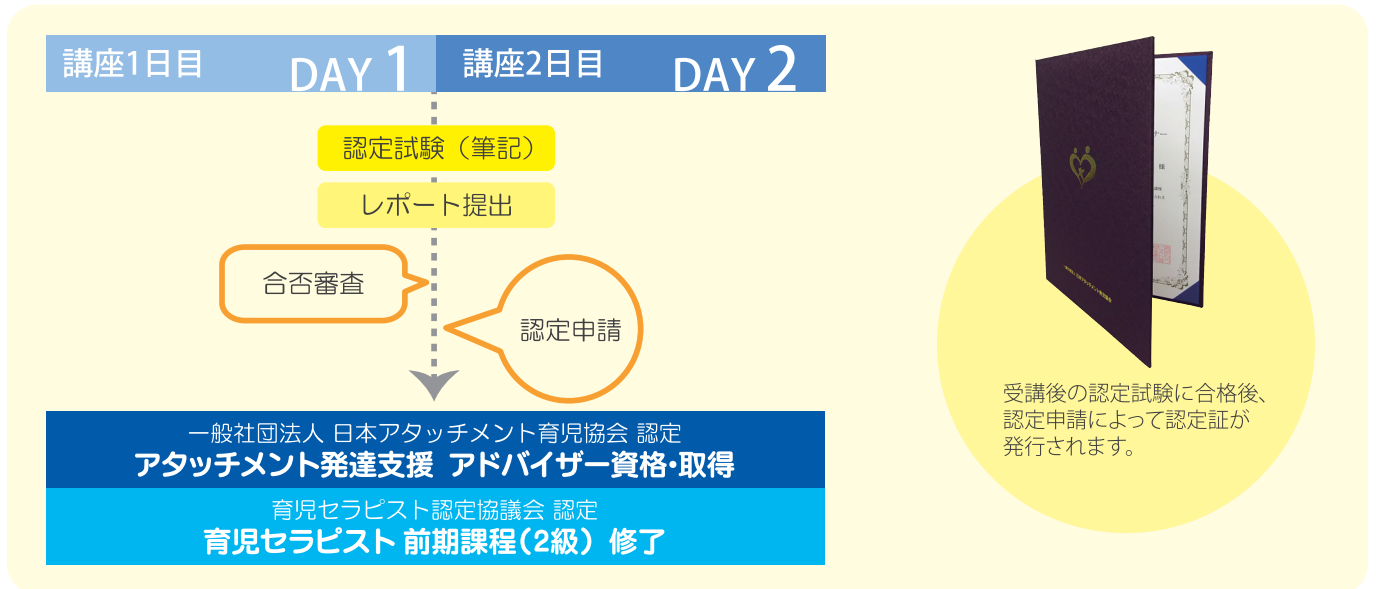 講座1日目 DAY 1
講座2日目 DAY 2
認定試験（筆記）
レポート提出
合否審査
認定申請
一般社団法人 日本アタッチメント育児協会 認定
アタッチメント発達支援 アドバイザー資格・取得
育児セラピスト認定協議会 認定
育児セラピスト 前期課程（2級）修了
受講後の認定試験に合格後、
認定申請によって認定証が
発行されます。